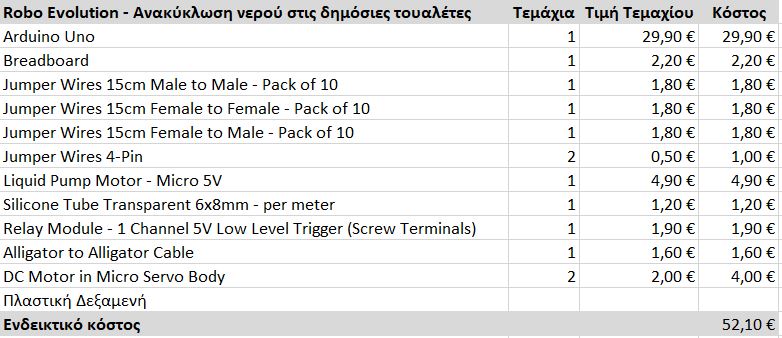 Robo Evolution - Ανακύκλωση νερού στις δημόσιες τουαλέτες Τεμάχια Τιμή Τεμαχίου Κόστος
Arduino Uno 1 29,90 € 29,90 €
Breadboard 1 2,20 € 2,20 €
Jumper Wires 15cm Male to Male - Pack of 10 1 1,80 € 1,80 €
Jumper Wires 15cm Female to Female - Pack of 10 1 1,80 € 1,80 €
Jumper Wires 15cm Female to Male - Pack of 10 1 1,80 € 1,80 €
Jumper Wires 4-Pin 2 0,50 € 1,00 €
Liquid Pump Motor - Micro 5V 1 4,90 € 4,90 €
Silicone Tube Transparent 6x8mm - per meter 1 1,20 € 1,20 €
Relay Module - 1 Channel 5V Low Level Trigger (Screw Terminals) 1 1,90 € 1,90 €
Alligator to Alligator Cable 1 1,60 € 1,60 €
DC Motor in Micro Servo Body 2 2,00 € 4,00 €
Πλαστική Δεξαμενή
Ενδεικτικό κόστος 52,10 €